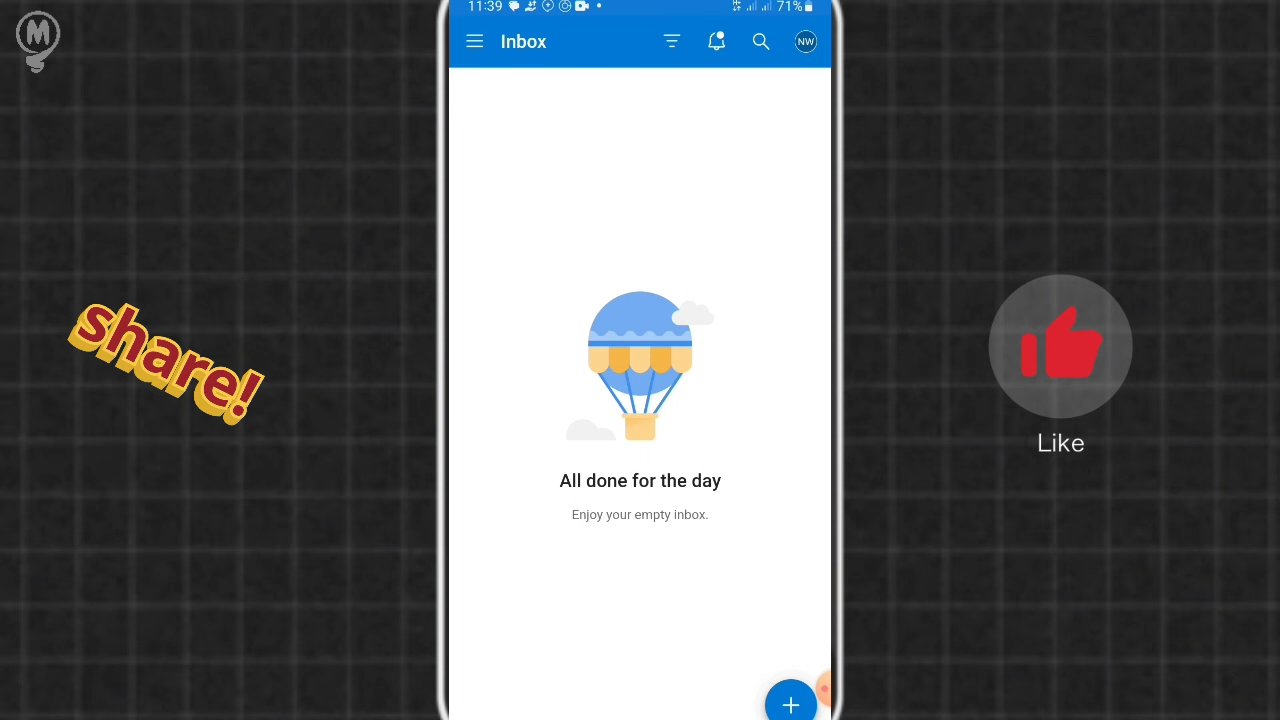 M
11:39
71%
Inbox
NW
share!
All done for the day
Enjoy your empty inbox.
Like